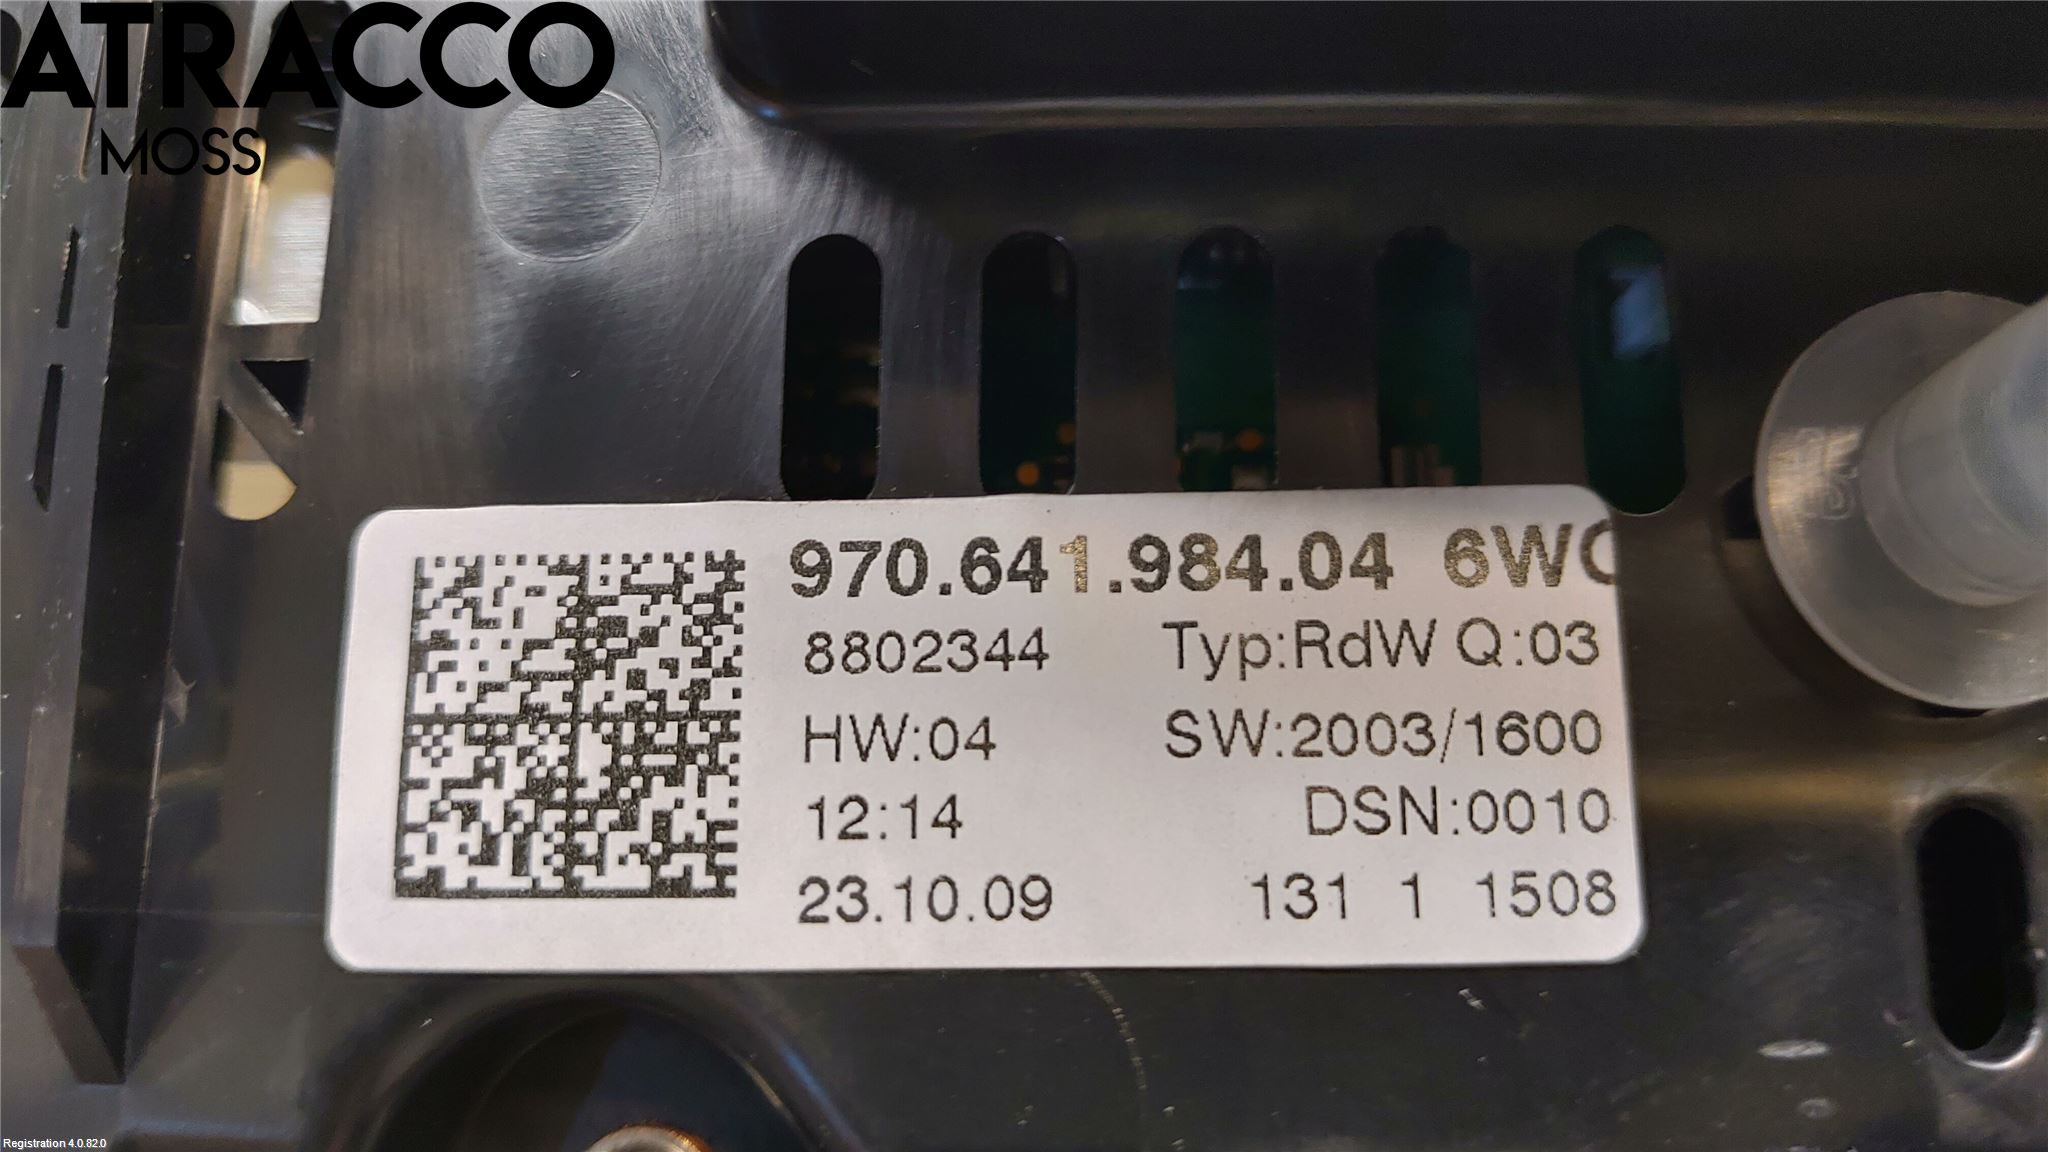 ATRACCO
MOSS
970.641.984.04 6W
8802344 Typ:RdW Q:03
HW:04 SW:2003/1600
12:14 DSN:0010
23.10.09 131 1 1508
Registration 4.0.82.0